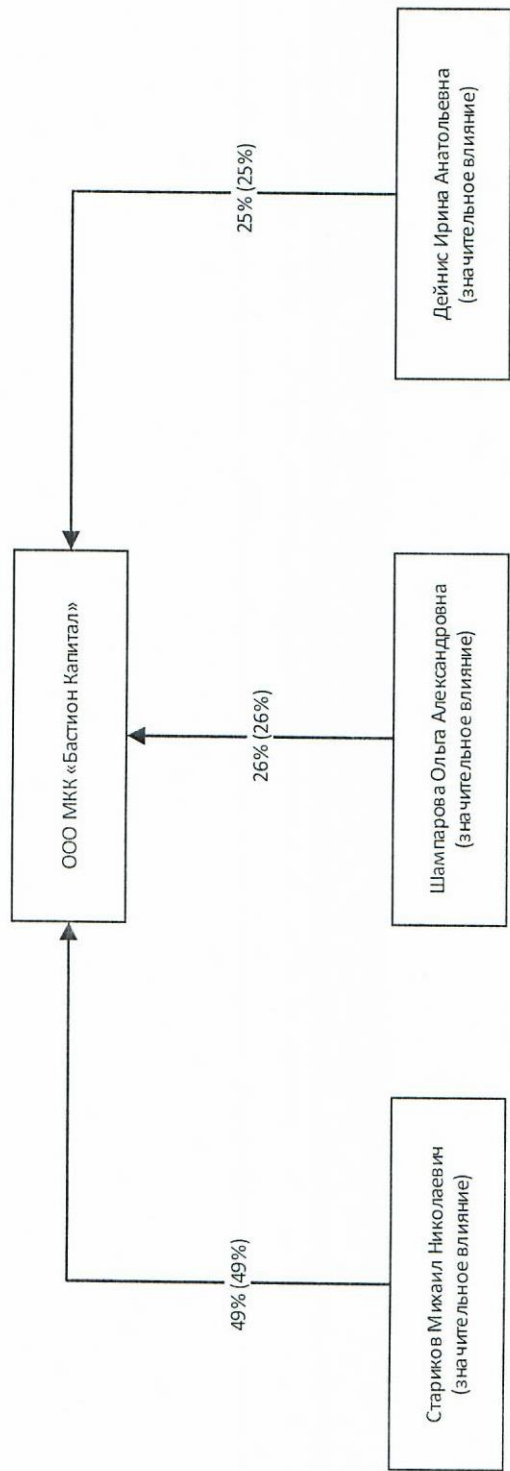 ООО МКК «Бастион Капитал»
49% (49%)
26% (26%)
25% (25%)
Стариков Михаил Николаевич
(значительное влияние)
Шампарова Ольга Александровна
(значительное влияние)
Дейнис Ирина Анатольевна
(значительное влияние)